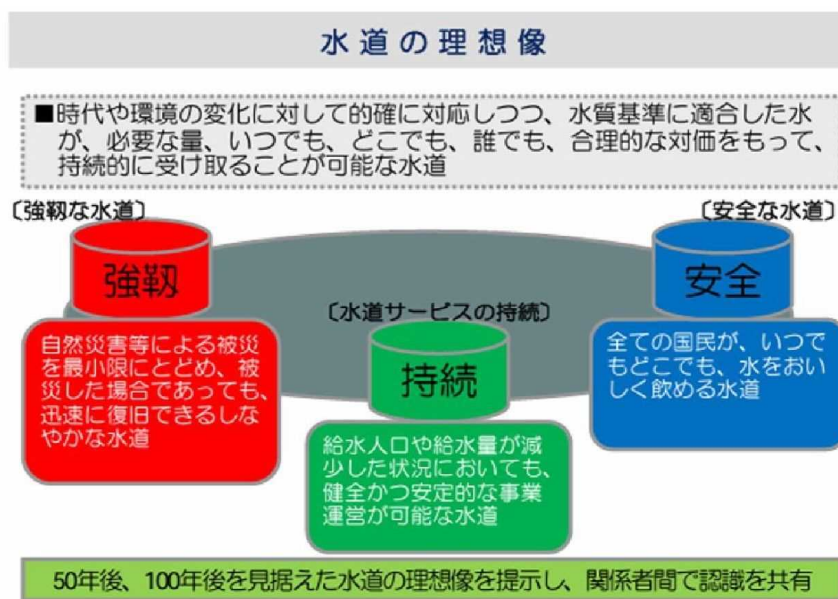 水道の理想像
■時代や環境の変化に対して的確に対応しつつ、水質基準に適合した水
が、必要な量、いつでも、どこでも、誰でも、合理的な対価をもって、
持続的に受け取ることが可能な水道
〔強靱な水道〕
強靱
自然災害等による被災
を最小限にとどめ、被
災した場合であっても、
迅速に復旧できるしな
やかな水道
〔水道サービスの持続〕
持続
給水人口や給水量が減
少した状況においても、
健全かつ安定的な事業
運営が可能な水道
〔安全な水道〕
安全
全ての国民が、いつで
もどこでも、水をおい
しく飲める水道
50年後、100年後を見据えた水道の理想像を提示し、関係者間で認識を共有